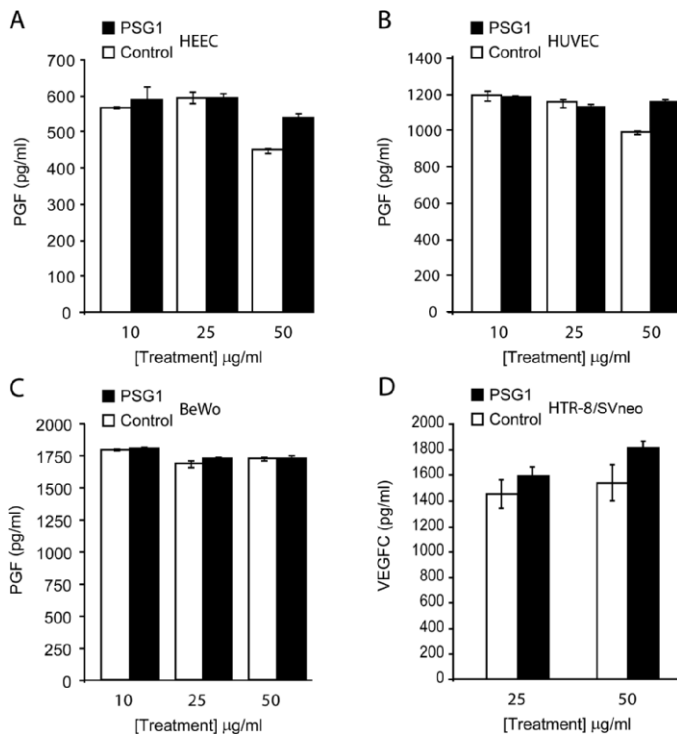 A
PSG1
Control
HEEC
PGF (pg/ml)
700
600
500
400
300
200
100
0
10 25 50
[Treatment] µg/ml
B
PSG1
Control
HUVEC
PGF (pg/ml)
1400
1200
1000
800
600
400
200
0
10 25 50
[Treatment] µg/ml
C
PSG1
Control
BeWo
PGF (pg/ml)
2000
1750
1500
1250
1000
750
500
250
0
10 25 50
[Treatment] µg/ml
D
PSG1
Control
HTR-8/SVneo
VEGFC (pg/ml)
2000
1800
1600
1400
1200
1000
800
600
400
200
0
25 50
[Treatment] µg/ml